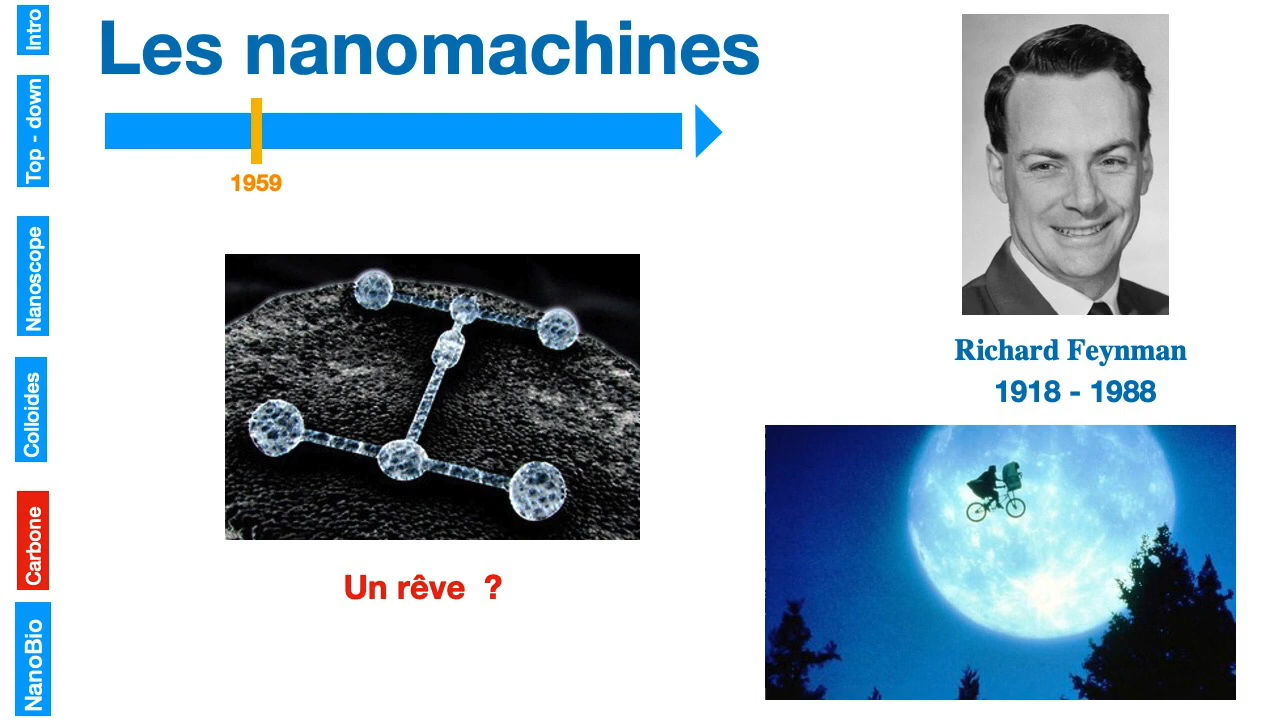 Intro
Top - down
Nanoscope
Colloides
Carbone
NanoBio
Les nanomachines
1959
Un rêve ?
Richard Feynman
1918 - 1988